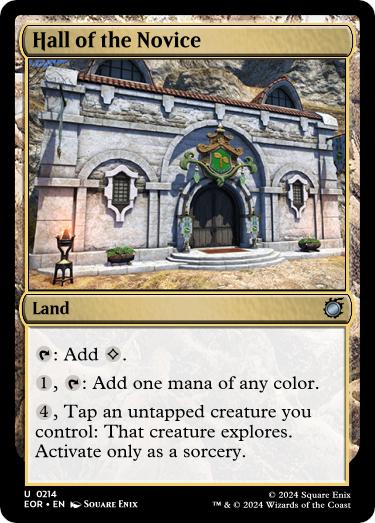 Hall of the Novice
Land
: Add .
1, : Add one mana of any color.
4, Tap an untapped creature you
control: That creature explores.
Activate only as a sorcery.
U 0214
EOR • EN Square Enix
© 2024 Square Enix
™ & © 2024 Wizards of the Coast